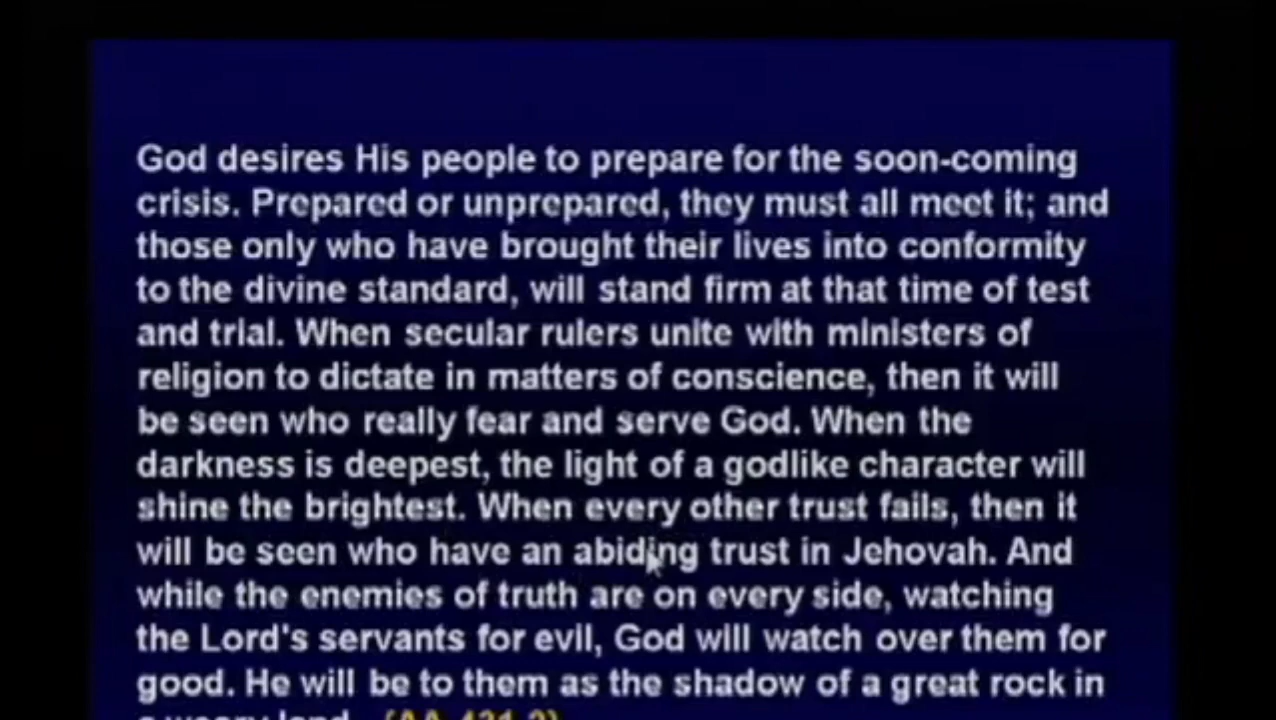 God desires His people to prepare for the soon-coming
crisis. Prepared or unprepared, they must all meet it; and
those only who have brought their lives into conformity
to the divine standard, will stand firm at that time of test
and trial. When secular rulers unite with ministers of
religion to dictate in matters of conscience, then it will
be seen who really fear and serve God. When the
darkness is deepest, the light of a godlike character will
shine the brightest. When every other trust fails, then it
will be seen who have an abiding trust in Jehovah. And
while the enemies of truth are on every side, watching
the Lord's servants for evil, God will watch over them for
good. He will be to them as the shadow of a great rock in
a weary land. {AA 431.2}